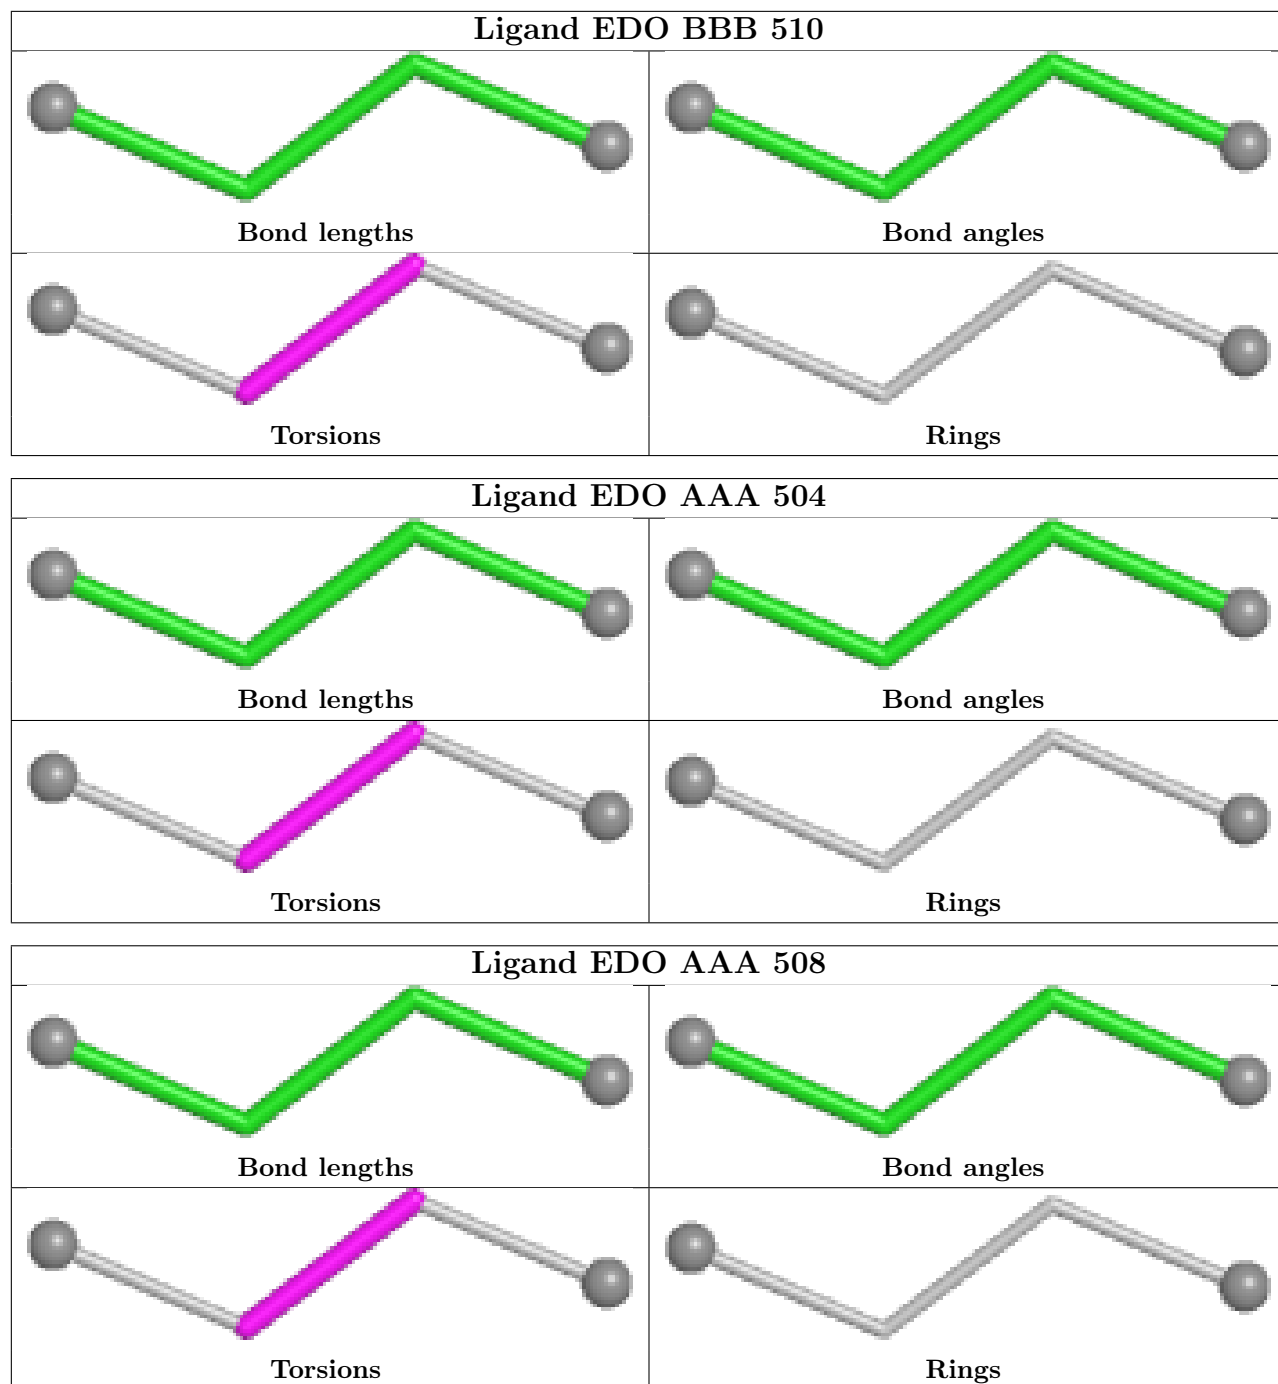 Ligand EDO BBB 510
Bond lengths
Bond angles
Torsions
Rings
Ligand EDO AAA 504
Bond lengths
Bond angles
Torsions
Rings
Ligand EDO AAA 508
Bond lengths
Bond angles
Torsions
Rings